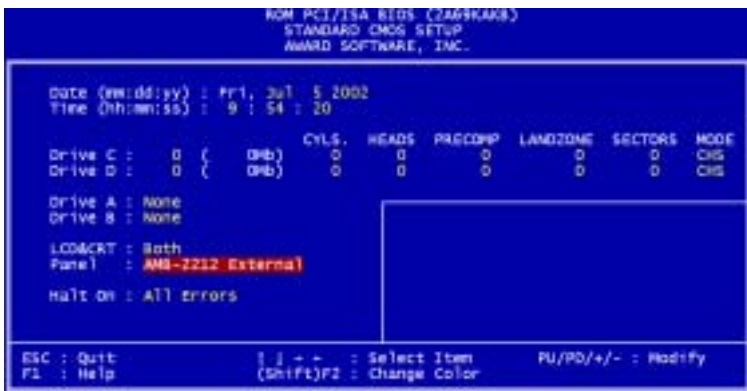 ROM PCI/ISA BIOS (2A69KAKB)
STANDARD CMOS SETUP
AWARD SOFTWARE, INC.
Date (mm:dd:yy) : Fri, Jul 5 2002
Time (hh:mm:ss) : 9 : 54 : 20
CYLS. HEADS PRECOMP LANDZONE SECTORS MODE
Drive C : 0 ( 0Mb) 0 0 0 0 0 CHS
Drive D : 0 ( 0Mb) 0 0 0 0 0 CHS
Drive A : None
Drive B : None
LCD&CRT : Both
Panel : AMB-2212 External
Halt On : All Errors
ESC : Quit ↑ ↓ → ← : Select Item PU/PD/+/- : Modify
F1 : Help (Shift)F2 : Change Color